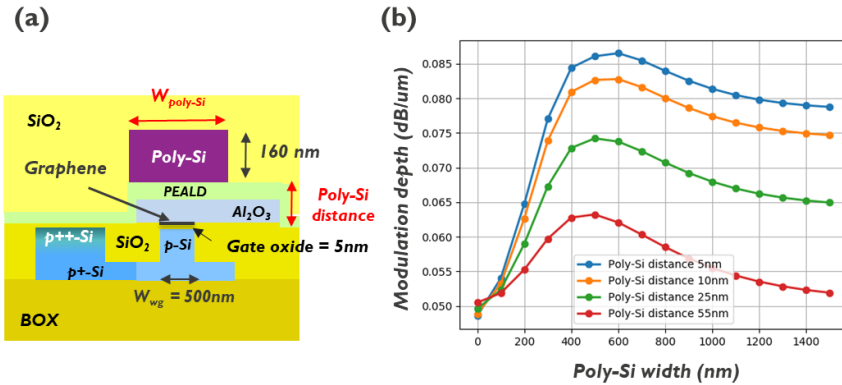 (a)
W poly-Si
SiO₂
Poly-Si
160 nm
Graphene
PEALD
Poly-Si
distance
Al₂O₃
p++-Si
SiO₂
p-Si
Gate oxide = 5nm
p+-Si
W wg = 500nm
BOX
(b)
Modulation depth (dB/um)
0.085
0.080
0.075
0.070
0.065
0.060
0.055
0.050
Poly-Si distance 5nm
Poly-Si distance 10nm
Poly-Si distance 25nm
Poly-Si distance 55nm
0 200 400 600 800 1000 1200 1400
Poly-Si width (nm)